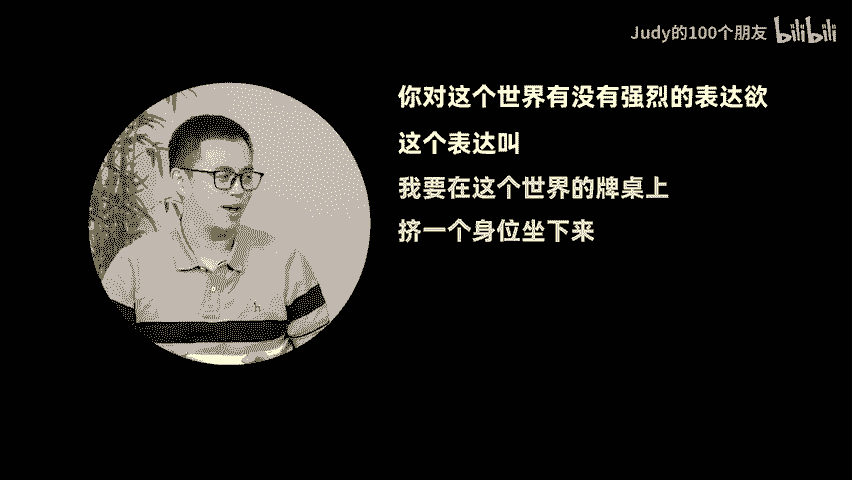 Judy的100个朋友 bilibili
你对这个世界有没有强烈的表达欲
这个表达叫
我要在这个世界的牌桌上
挤一个身位坐下来